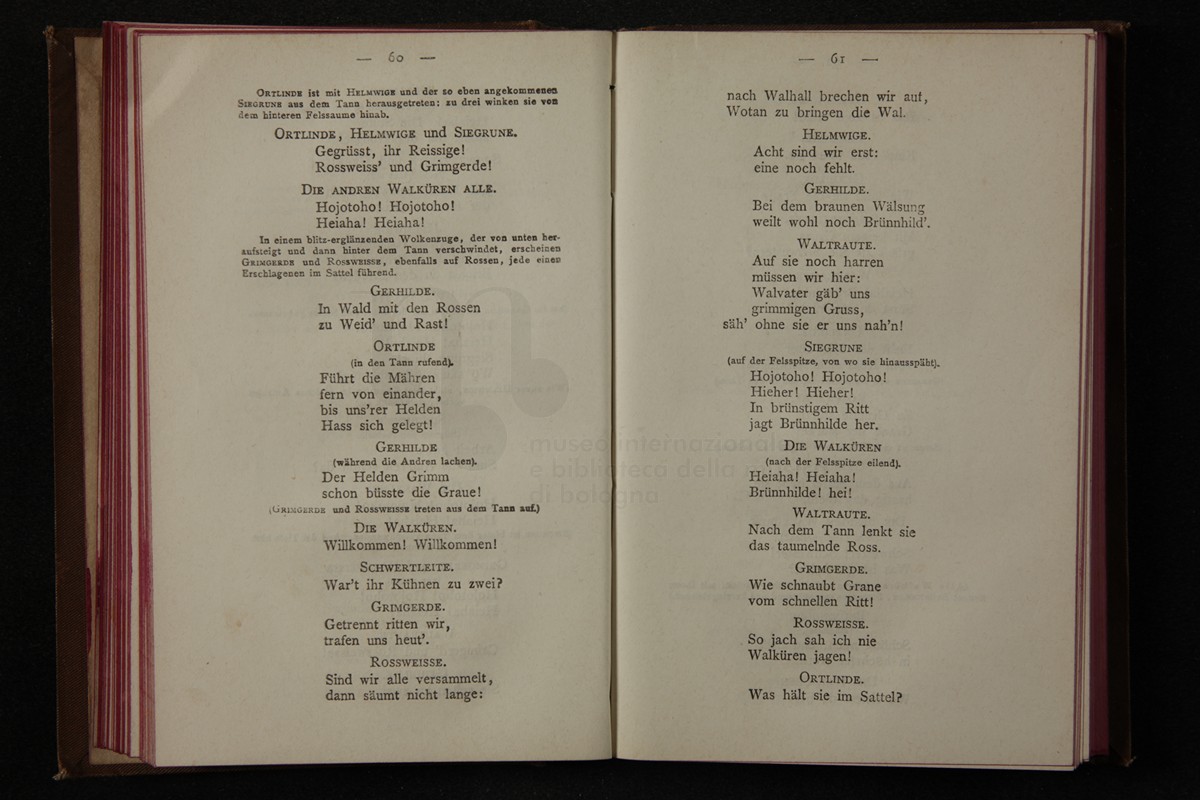 — 60 —
ORTLINDE ist mit HELMWIGE und der so eben angekommenen
SIEGRUNE aus dem Tann herausgetreten: zu drei winken sie von
dem hinteren Felssaume hinab.
ORTLINDE, HELMWIGE und SIEGRUNE.
Gegrüsst, ihr Reissige!
Rossweiss' und Grimgerde!
DIE ANDREN WALKÜREN ALLE.
Hojotoho! Hojotoho!
Heiaha! Heiaha!
In einem blitz-erglänzenden Wolkenzuge, der von unten her-
aufsteigt und dann hinter dem Tann verschwindet, erscheinen
GRIMGERDE und ROSSWEISSE, ebenfalls auf Rossen, jede einen
Erschlagenen im Sattel führend.
GERHILDE.
In Wald mit den Rossen
zu Weid' und Rast!
ORTLINDE
(in den Tann rufend).
Führt die Mähren
fern von einander,
bis uns'rer Helden
Hass sich gelegt!
GERHILDE
(während die Andren lachen).
Der Helden Grimm
schon büsste die Graue!
(GRIMGERDE und ROSSWEISSE treten aus dem Tann auf.)
DIE WALKÜREN.
Willkommen! Willkommen!
SCHWERTLEITE.
War't ihr Kühnen zu zwei?
GRIMGERDE.
Getrennt ritten wir,
trafen uns heut'.
ROSSWEISSE.
Sind wir alle versammelt,
dann säumt nicht lange:
— 61 —
nach Walhall brechen wir auf,
Wotan zu bringen die Wal.
HELMWIGE.
Acht sind wir erst:
eine noch fehlt.
GERHILDE.
Bei dem braunen Wälsung
weilt wohl noch Brünnhild'.
WALTRAUTE.
Auf sie noch harren
müssen wir hier:
Walvater gäb' uns
grimmigen Gruss,
säh' ohne sie er uns nah'n!
SIEGRUNE
(auf der Felsspitze, von wo sie hinausspäht).
Hojotoho! Hojotoho!
Hieher! Hieher!
In brünstigem Ritt
jagt Brünnhilde her.
DIE WALKÜREN
(nach der Felsspitze eilend).
Heiaha! Heiaha!
Brünnhilde! hei!
WALTRAUTE.
Nach dem Tann lenkt sie
das taumelnde Ross.
GRIMGERDE.
Wie schnaubt Grane
vom schnellen Ritt!
ROSSWEISSE.
So jach sah ich nie
Walküren jagen!
ORTLINDE.
Was hält sie im Sattel?
museo internazionale
e biblioteca della
di bologna